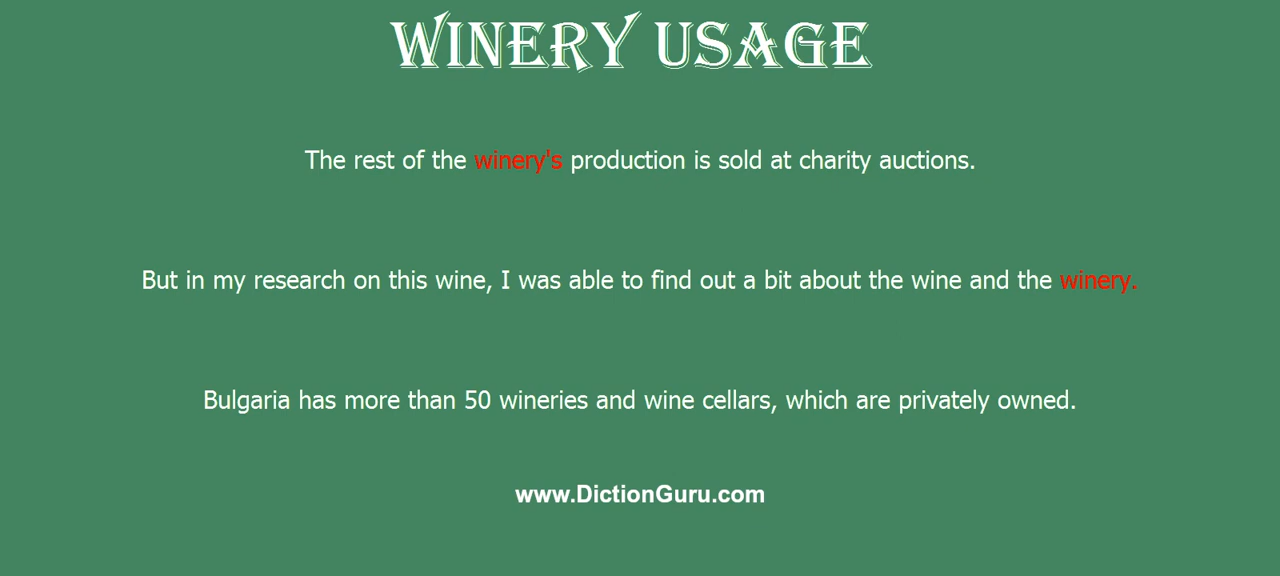 WINERY USAGE
The rest of the winery's production is sold at charity auctions.
But in my research on this wine, I was able to find out a bit about the wine and the winery.
Bulgaria has more than 50 wineries and wine cellars, which are privately owned.
www.DictionGuru.com